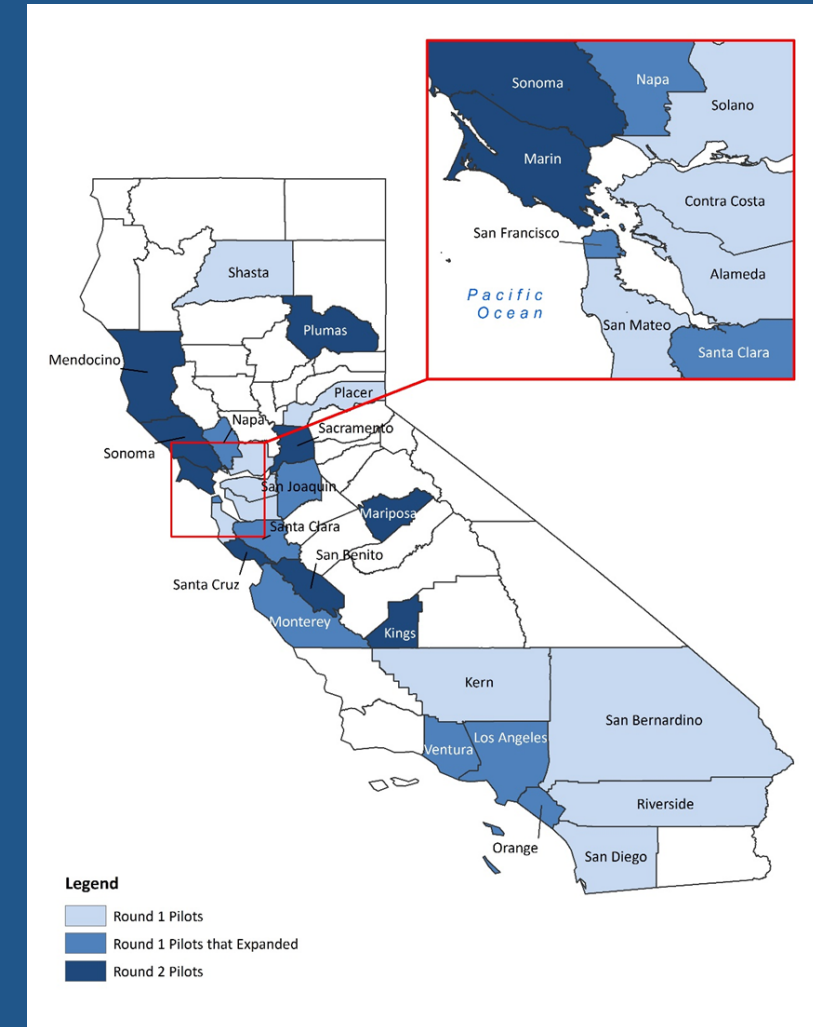 Sonoma
Napa
Solano
Marin
Contra Costa
San Francisco
Alameda
Pacific
Ocean
San Mateo
Santa Clara
Shasta
Plumas
Mendocino
Placer
Napa
Sacramento
Sonoma
San Joaquin
Mariposa
Santa Clara
San Benito
Santa Cruz
Monterey
Kings
Kern
San Bernardino
Los Angeles
Ventura
Riverside
Orange
San Diego
Legend
Round 1 Pilots
Round 1 Pilots that Expanded
Round 2 Pilots